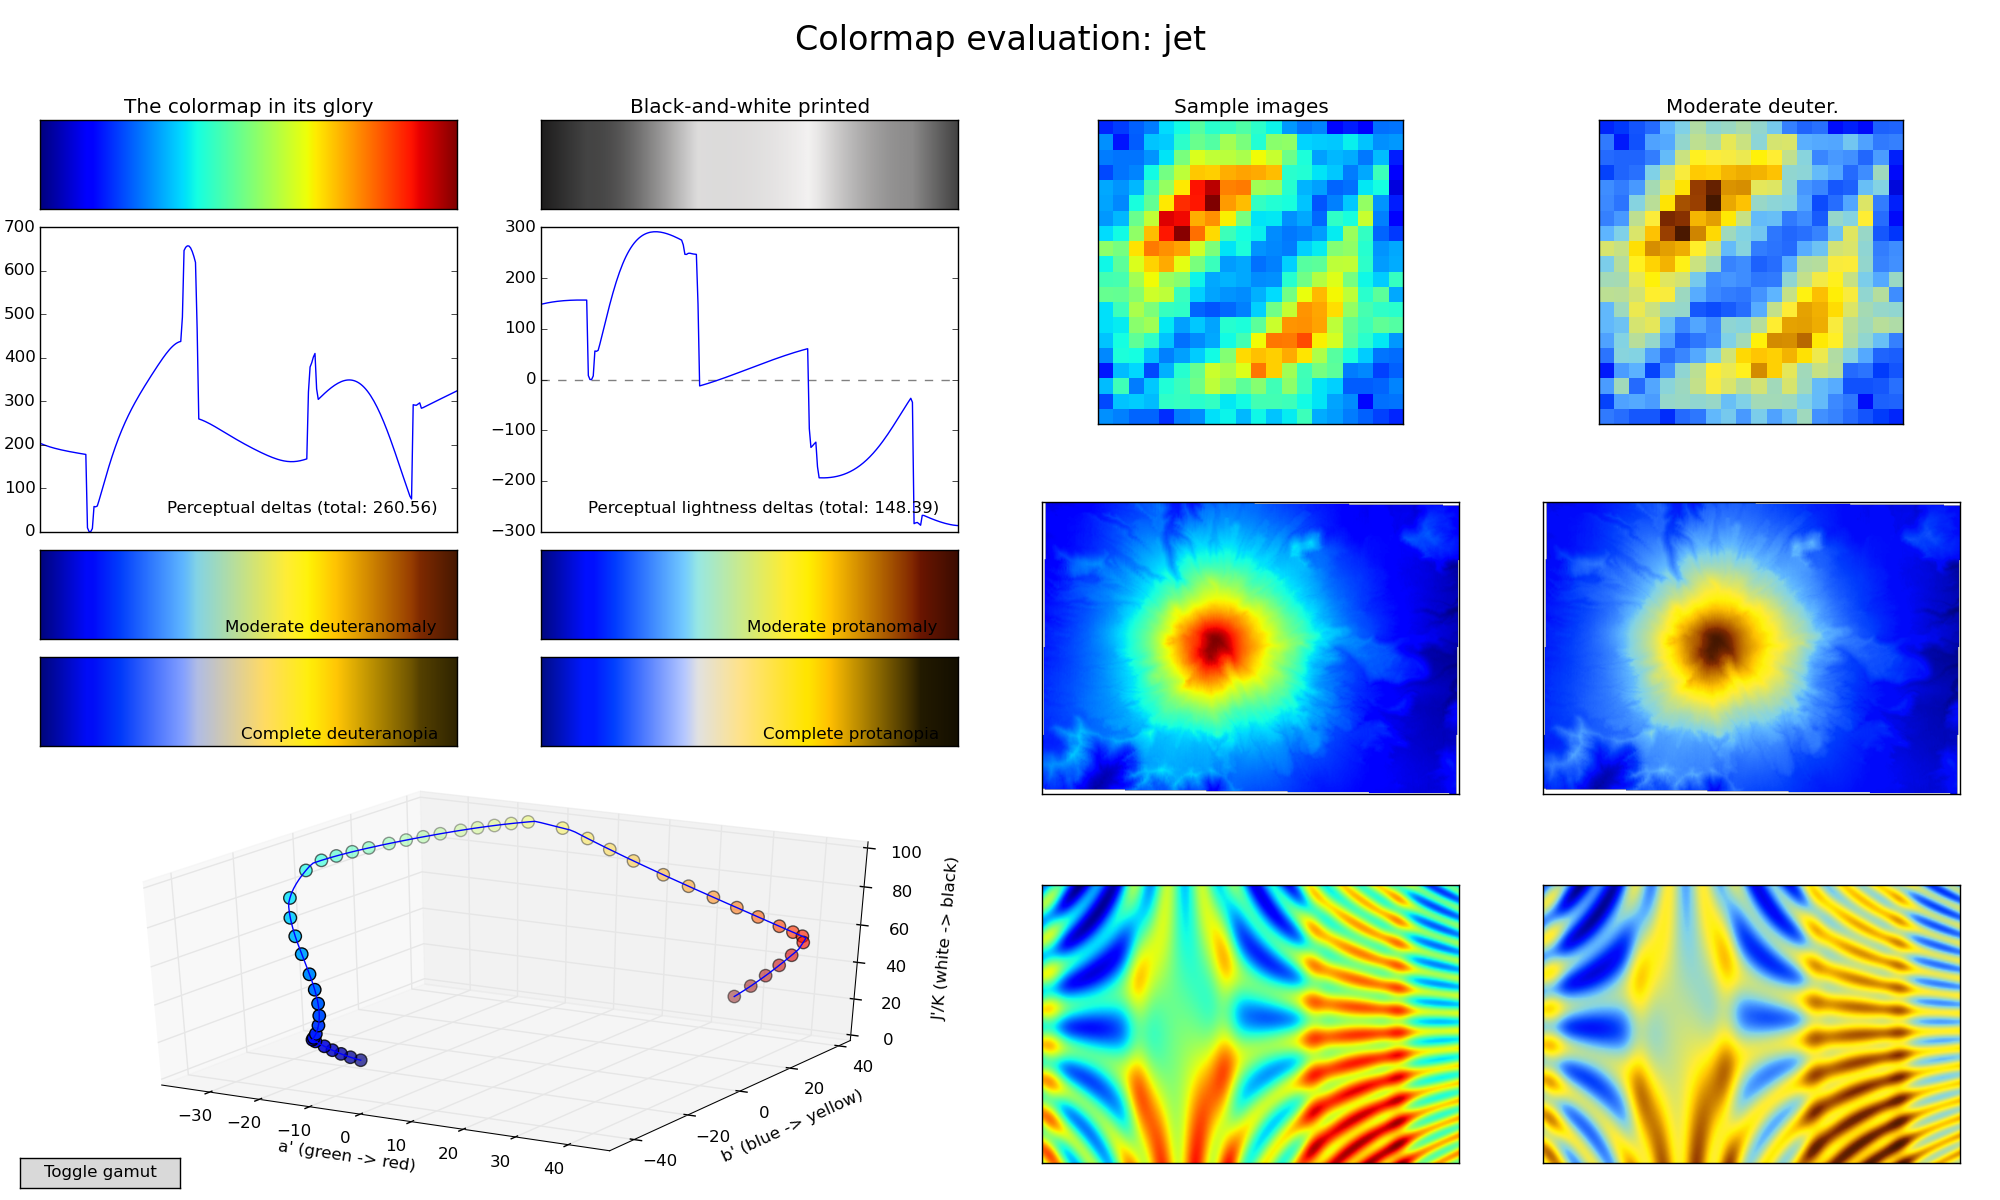 Colormap evaluation: jet
The colormap in its glory
Black-and-white printed
Sample images
Moderate deuter.
700
600
500
400
300
200
100
0
Perceptual deltas (total: 260.56)
300
200
100
0
−100
−200
−300
Perceptual lightness deltas (total: 148.39)
Moderate deuteranomaly
Moderate protanomaly
Complete deuteranopia
Complete protanopia
100
80
60
40
20
0
J'/K (white -> black)
−30
−20
−10
0
10
20
30
40
a' (green -> red)
−40
−20
0
20
40
b' (blue -> yellow)
Toggle gamut